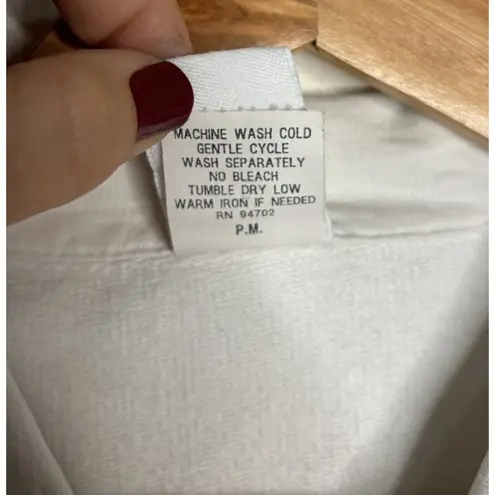 MACHINE WASH COLD
GENTLE CYCLE
WASH SEPARATELY
NO BLEACH
TUMBLE DRY LOW
WARM IRON IF NEEDED
RN 94702
P.M.